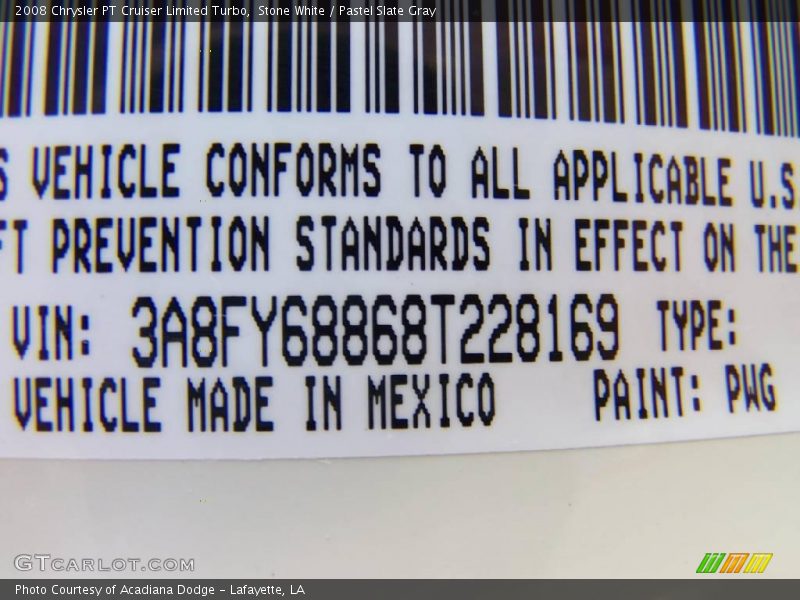 2008 Chrysler PT Cruiser Limited Turbo, Stone White / Pastel Slate Gray
S VEHICLE CONFORMS TO ALL APPLICABLE U.S
FT PREVENTION STANDARDS IN EFFECT ON THE
VIN: 3A8FY68868T228169 TYPE:
VEHICLE MADE IN MEXICO PAINT: PWG
GTCARLOT.COM
Photo Courtesy of Acadiana Dodge - Lafayette, LA